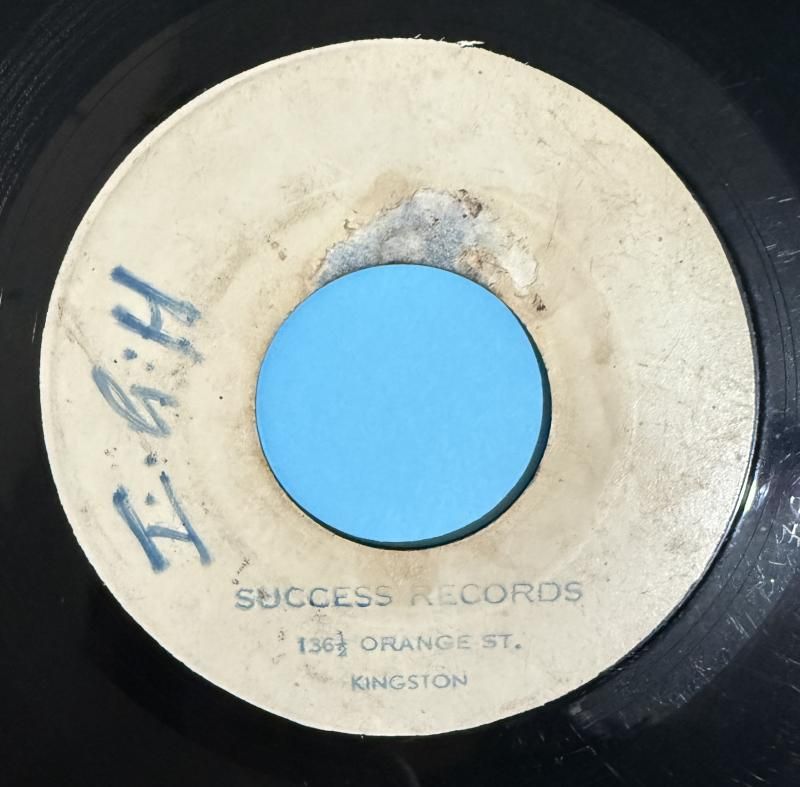 I. G. H
SUCCESS RECORDS
136½ ORANGE ST.
KINGSTON